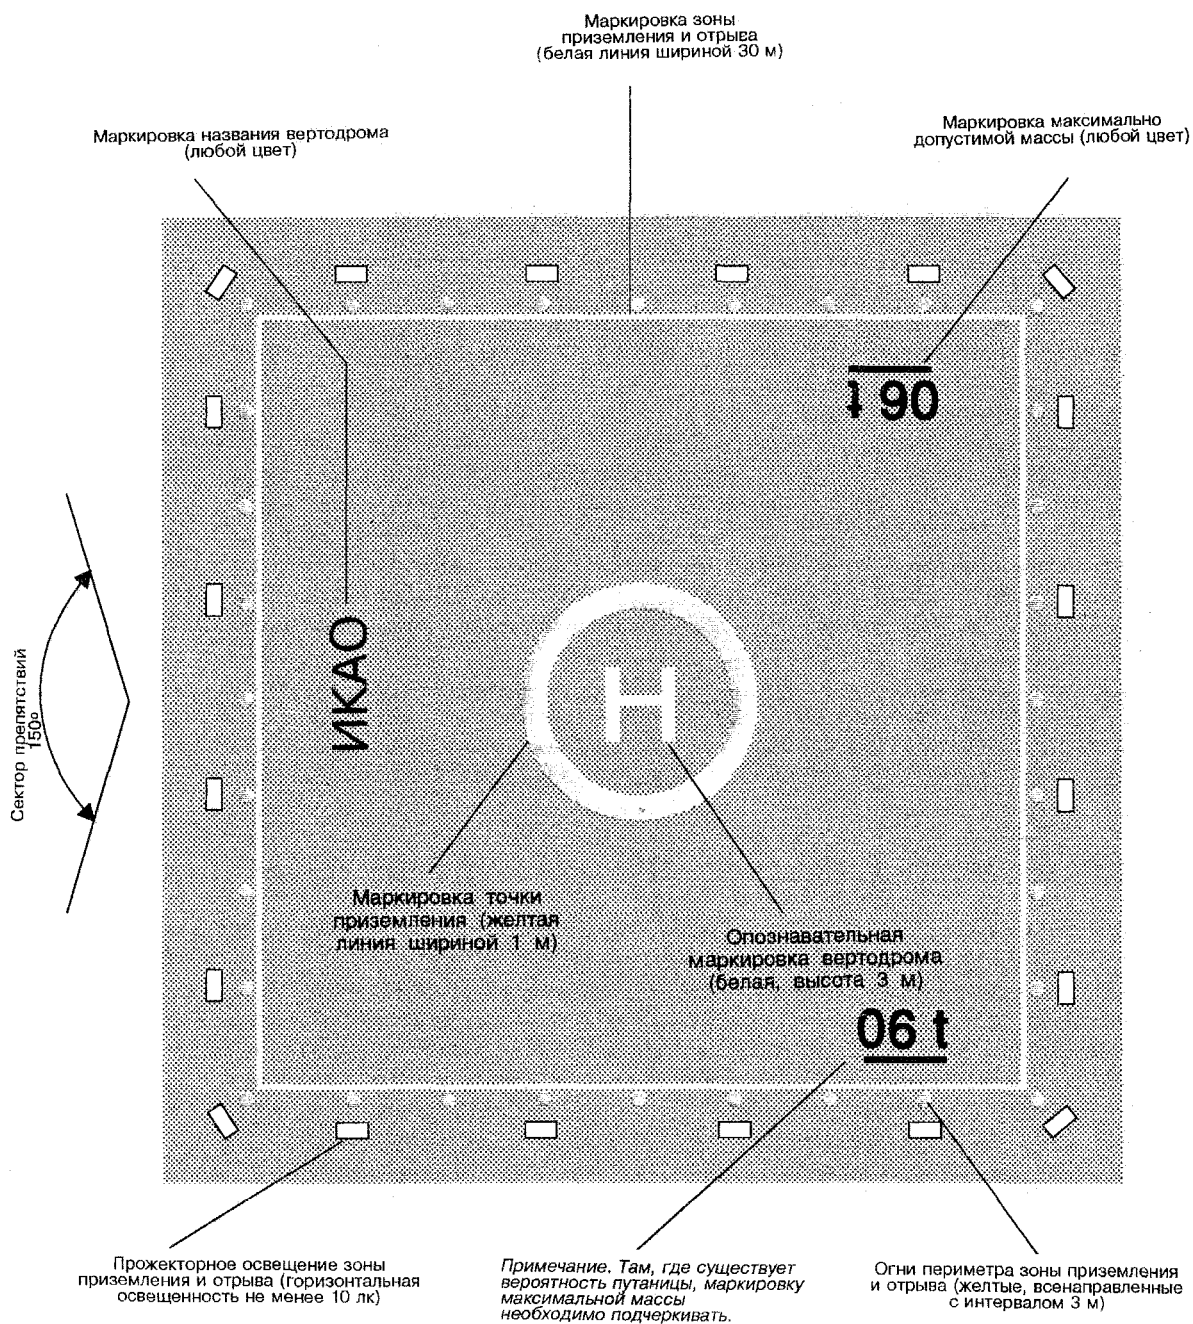 Маркировка зоны
приземления и отрыва
(белая линия шириной 30 м)
Маркировка названия вертодрома
(любой цвет)
Маркировка максимально
допустимой массы (любой цвет)
06 t
Сектор препятствий
150о
ИКАО
H
Маркировка точки
приземления (желтая
линия шириной 1 м)
Опознавательная
маркировка вертодрома
(белая, высота 3 м)
06 t
Прожекторное освещение зоны
приземления и отрыва (горизонтальная
освещенность не менее 10 лк)
Примечание. Там, где существует
вероятность путаницы, маркировку
максимальной массы
необходимо подчеркивать.
Огни периметра зоны приземления
и отрыва (желтые, всенаправленные
с интервалом 3 м)